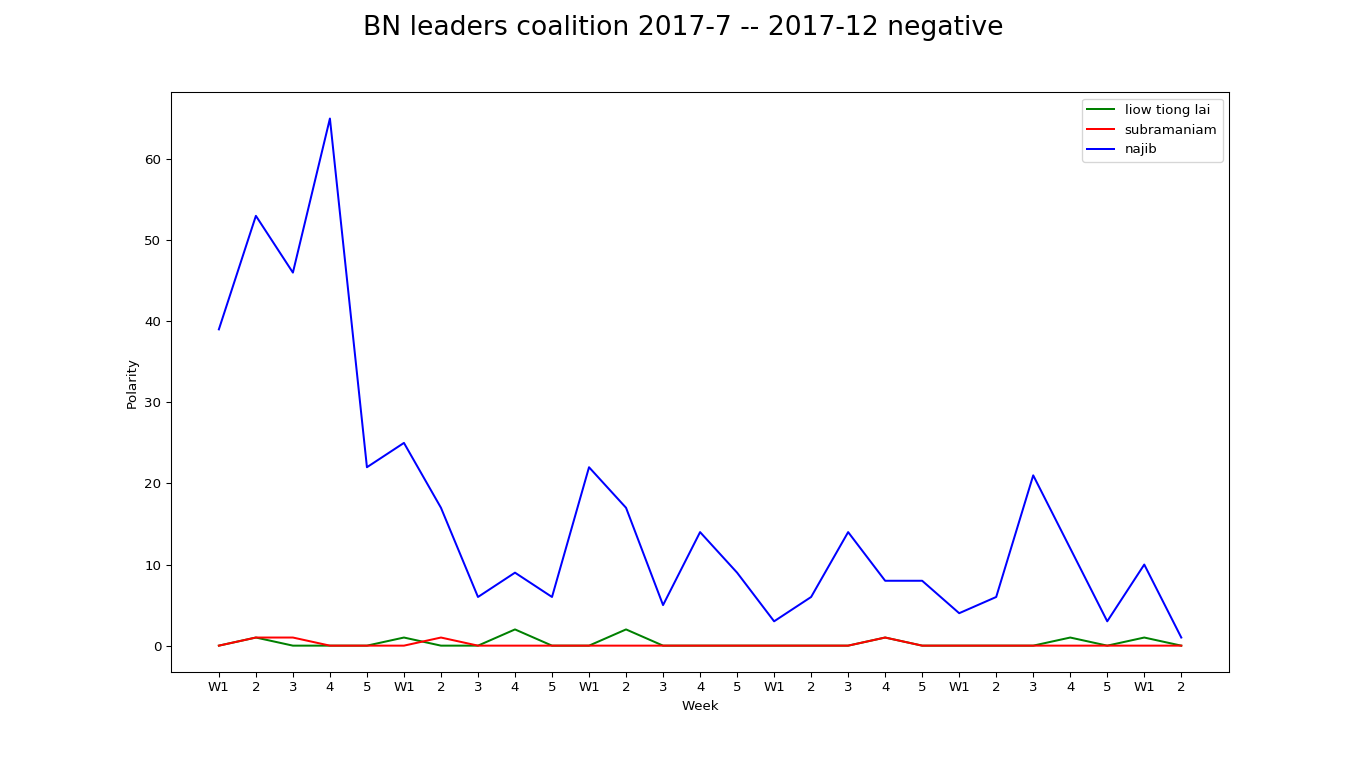 BN leaders coalition 2017-7 -- 2017-12 negative
liow tiong lai
subramaniam
najib
60
50
40
30
20
10
0
Polarity
W1 2 3 4 5 W1 2 3 4 5 W1 2 3 4 5 W1 2 3 4 5 W1 2 3 4 5 W1 2
Week